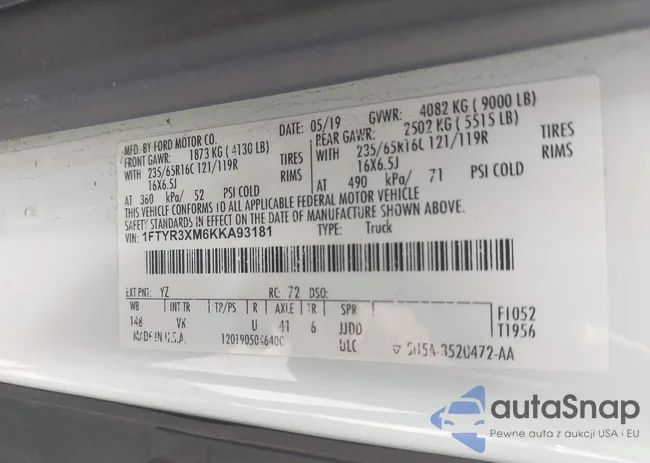 MFD. BY FORD MOTOR CO.
DATE: 05/19 GVWR: 4082 KG ( 9000 LB)
FRONT GAWR: 1873 KG ( 4130 LB)
REAR GAWR: 2502 KG ( 5515 LB)
WITH 235/65R16C 121/119R TIRES
WITH 235/65R16C 121/119R TIRES
16X6.5J RIMS
16X6.5J RIMS
AT 360 kPa/ 52 PSI COLD
AT 490 kPa/ 71 PSI COLD
THIS VEHICLE CONFORMS TO ALL APPLICABLE FEDERAL MOTOR VEHICLE
SAFETY STANDARDS IN EFFECT ON THE DATE OF MANUFACTURE SHOWN ABOVE.
VIN: 1FTYR3XM6KKA93181 TYPE: Truck
EXT PNT: YZ RC: 72 DSO:
WB INT TR TP/PS R AXLE TR SPR
148 VK U 41 6 JJDD
F1052
T1956
MADE IN U.S.A.
autaSnap
Pewne auta z aukcji USA i EU